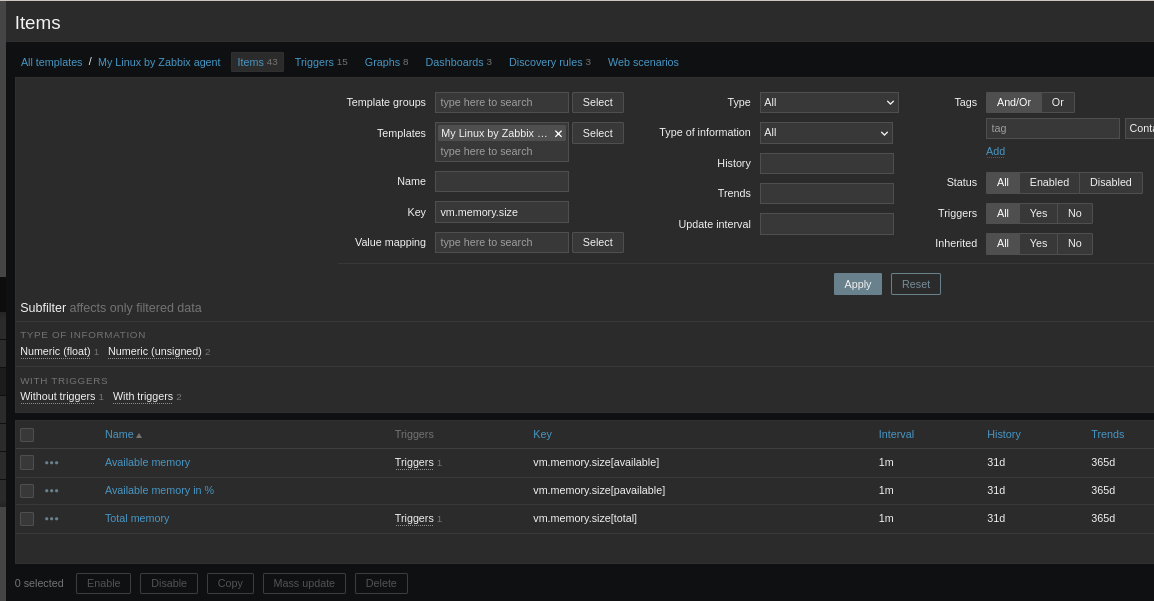 Items
All templates / My Linux by Zabbix agent Items 43 Triggers 15 Graphs 8 Dashboards 3 Discovery rules 3 Web scenarios
Template groups type here to search Select Type All Tags And/Or Or
Templates My Linux by Zabbix ... Select Type of information All tag
type here to search Add
History
Name Status All Enabled Disabled
Trends
Key vm.memory.size Triggers All Yes No
Update interval
Value mapping type here to search Select Inherited All Yes No
Apply Reset
Subfilter affects only filtered data
TYPE OF INFORMATION
Numeric (float) 1 Numeric (unsigned) 2
WITH TRIGGERS
Without triggers 1 With triggers 2
Name Triggers Key Interval History Trends
Available memory Triggers 1 vm.memory.size[available] 1m 31d 365d
Available memory in % vm.memory.size[pavailable] 1m 31d 365d
Total memory Triggers 1 vm.memory.size[total] 1m 31d 365d
0 selected Enable Disable Copy Mass update Delete